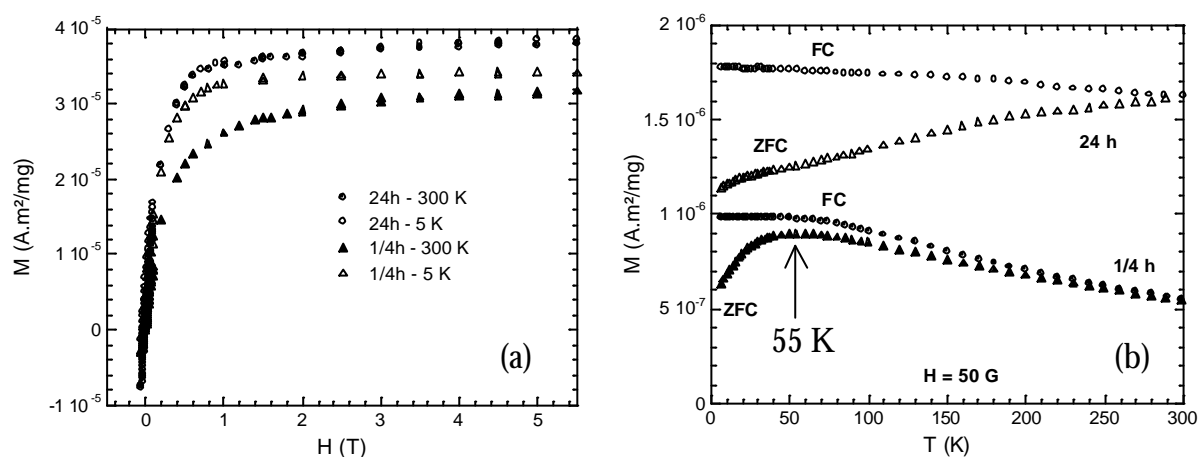 4 10⁻⁵
3 10⁻⁵
2 10⁻⁵
1 10⁻⁵
0
-1 10⁻⁵
M (A.m²/mg)
0 1 2 3 4 5
H (T)
24h - 300 K
24h - 5 K
1/4h - 300 K
1/4h - 5 K
(a)
2 10⁻⁶
1.5 10⁻⁶
1 10⁻⁶
5 10⁻⁷
0
M (A.m²/mg)
FC
ZFC
24 h
FC
1/4 h
ZFC
55 K
(b)
H = 50 G
0 50 100 150 200 250 300
T (K)